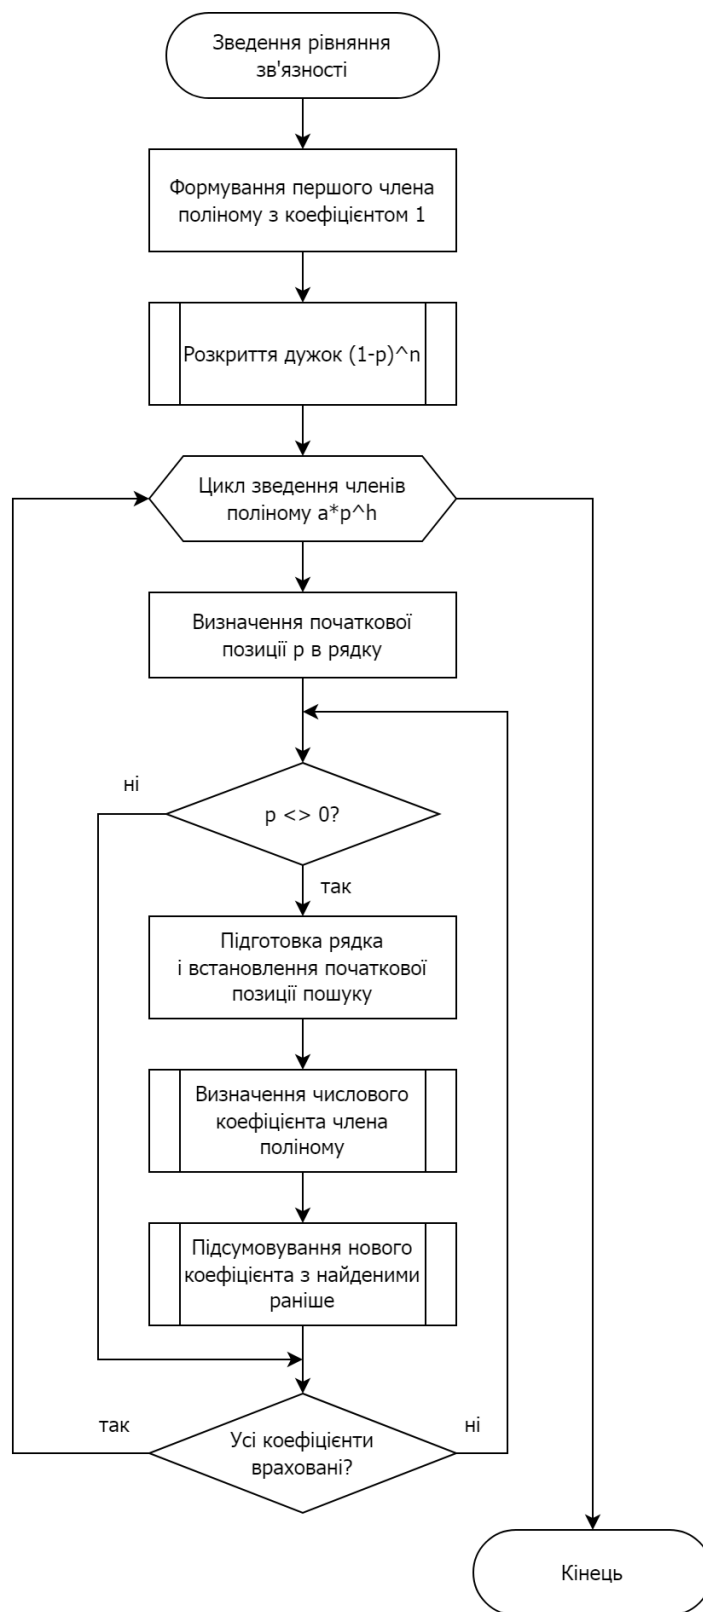 Зведення рівняння
зв'язності
Формування першого члена
поліному з коефіцієнтом 1
Розкриття дужок (1-p)^n
Цикл зведення членів
поліному a*p^h
Визначення початкової
позиції p в рядку
ні
p <> 0?
так
Підготовка рядка
і встановлення початкової
позиції пошуку
Визначення числового
коефіцієнта члена
поліному
Підсумовування нового
коефіцієнта з найденими
раніше
так
Усі коефіцієнти
враховані?
ні
Кінець